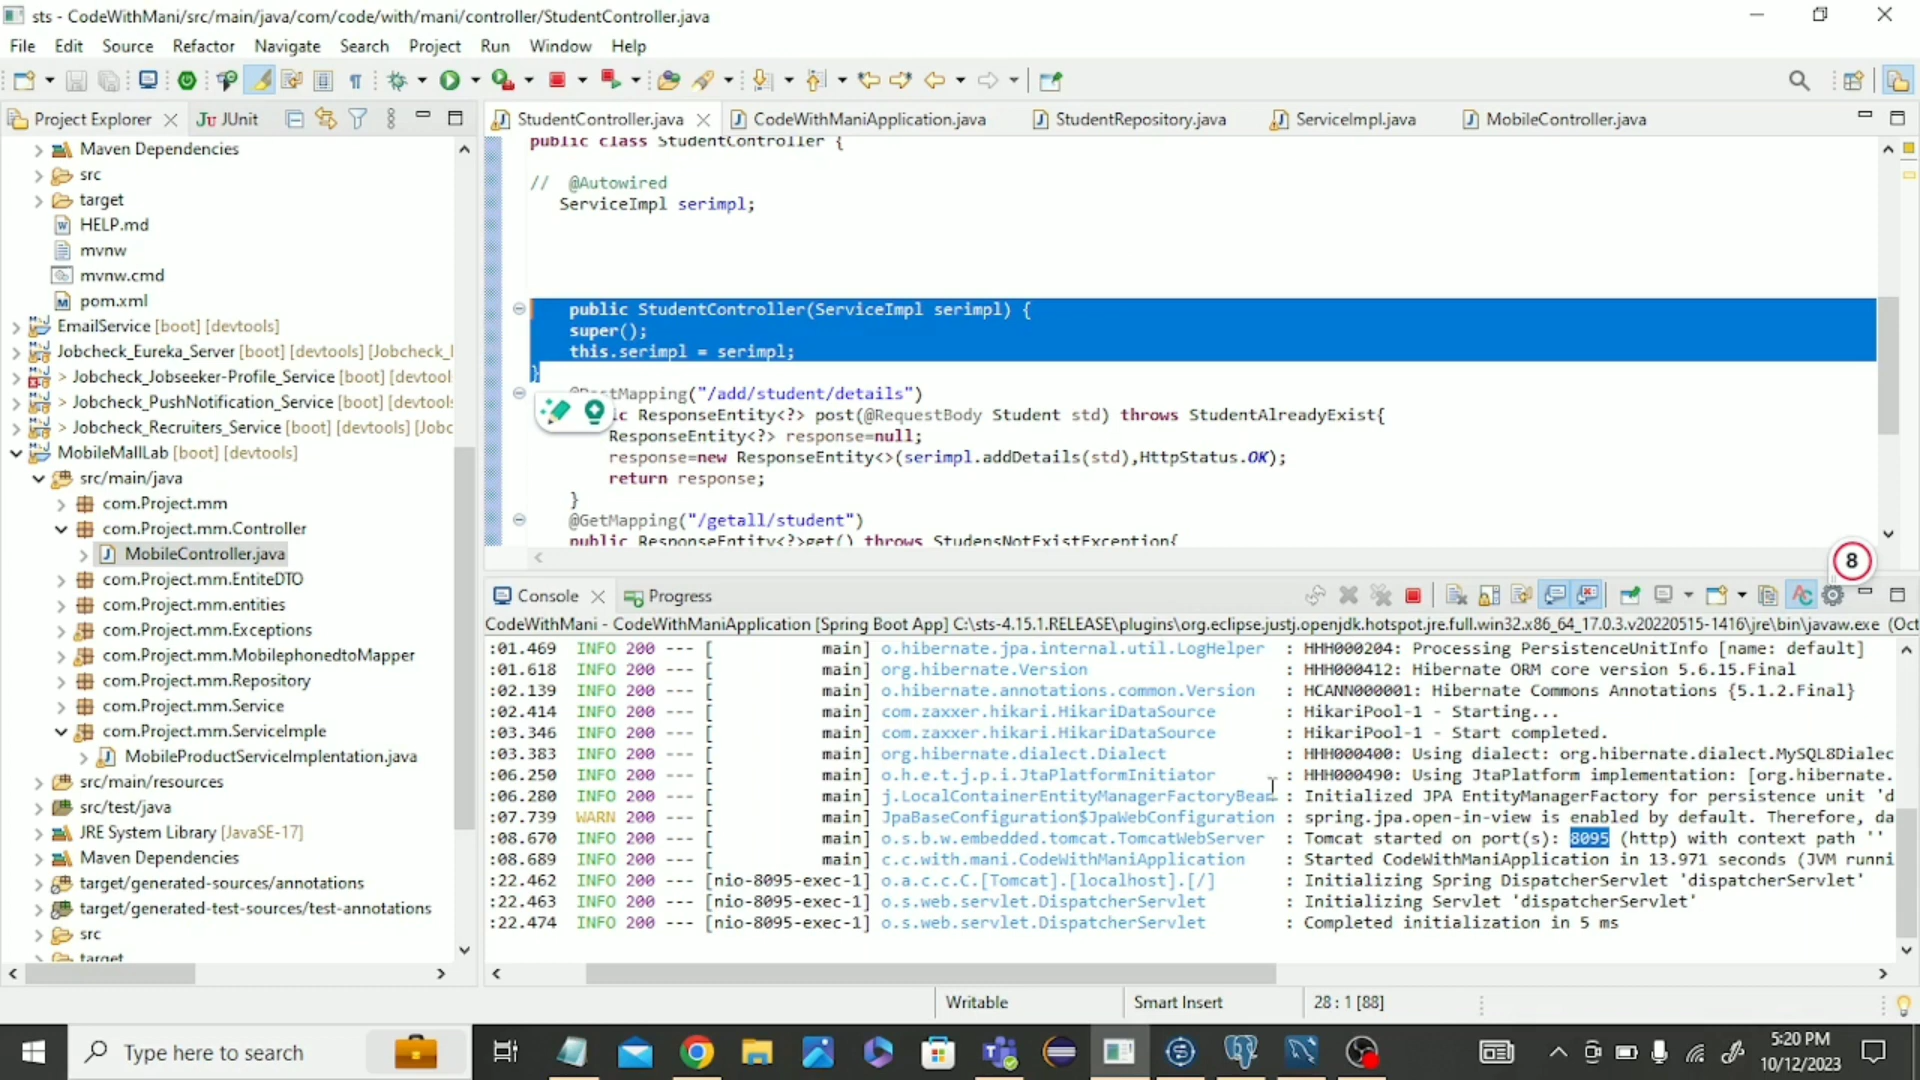 sts - CodeWithMani/src/main/java/com/code/with/mani/controller/StudentController.java
File Edit Source Refactor Navigate Search Project Run Window Help
Project Explorer JUnit
StudentController.java CodeWithManiApplication.java StudentRepository.java ServiceImpl.java MobileController.java
Maven Dependencies
src
target
HELP.md
mvnw
mvnw.cmd
pom.xml
EmailService [boot] [devtools]
Jobcheck_Eureka_Server [boot] [devtools] [Jobcheck_
> Jobcheck_Jobseeker-Profile_Service [boot] [devtool
> Jobcheck_PushNotification_Service [boot] [devtools
> Jobcheck_Recruiters_Service [boot] [devtools] [Jobc
MobileMallLab [boot] [devtools]
src/main/java
com.Project.mm
com.Project.mm.Controller
MobileController.java
com.Project.mm.EntiteDTO
com.Project.mm.entities
com.Project.mm.Exceptions
com.Project.mm.MobilephonedtoMapper
com.Project.mm.Repository
com.Project.mm.Service
com.Project.mm.ServiceImple
MobileProductServiceImplentation.java
src/main/resources
src/test/java
JRE System Library [JavaSE-17]
Maven Dependencies
target/generated-sources/annotations
target/generated-test-sources/test-annotations
src
target
public class StudentController {
// @Autowired
ServiceImpl serimpl;
public StudentController(ServiceImpl serimpl) {
super();
this.serimpl = serimpl;
}
Mapping("/add/student/details")
ResponseEntity<?> post(@RequestBody Student std) throws StudentAlreadyExist{
ResponseEntity<?> response=null;
response=new ResponseEntity<>(serimpl.addDetails(std),HttpStatus.OK);
return response;
}
@GetMapping("/getall/student")
public ResponseEntity<?>get() throws StudensNotExistException{
8
Console Progress
CodeWithMani - CodeWithManiApplication [Spring Boot App] C:\sts-4.15.1.RELEASE\plugins\org.eclipse.justj.openjdk.hotspot.jre.full.win32.x86_64_17.0.3.v20220515-1416\jre\bin\javaw.exe (Oct
:01.469 INFO 200 --- [ main] o.hibernate.jpa.internal.util.LogHelper : HHH000204: Processing PersistenceUnitInfo [name: default]
:01.618 INFO 200 --- [ main] org.hibernate.Version : HHH000412: Hibernate ORM core version 5.6.15.Final
:02.139 INFO 200 --- [ main] o.hibernate.annotations.common.Version : HCANN000001: Hibernate Commons Annotations {5.1.2.Final}
:02.414 INFO 200 --- [ main] com.zaxxer.hikari.HikariDataSource : HikariPool-1 - Starting...
:03.346 INFO 200 --- [ main] com.zaxxer.hikari.HikariDataSource : HikariPool-1 - Start completed.
:03.383 INFO 200 --- [ main] org.hibernate.dialect.Dialect : HHH000400: Using dialect: org.hibernate.dialect.MySQL8Dialec
:06.250 INFO 200 --- [ main] o.h.e.t.j.p.i.JtaPlatformInitiator : HHH000490: Using JtaPlatform implementation: [org.hibernate.
:06.280 INFO 200 --- [ main] j.LocalContainerEntityManagerFactoryBean : Initialized JPA EntityManagerFactory for persistence unit 'd
:07.739 WARN 200 --- [ main] JpaBaseConfiguration$JpaWebConfiguration : spring.jpa.open-in-view is enabled by default. Therefore, da
:08.670 INFO 200 --- [ main] o.s.b.w.embedded.tomcat.TomcatWebServer : Tomcat started on port(s): 8095 (http) with context path ''
:08.689 INFO 200 --- [ main] c.c.with.mani.CodeWithManiApplication : Started CodeWithManiApplication in 13.971 seconds (JVM runni
:22.462 INFO 200 --- [nio-8095-exec-1] o.a.c.c.C.[Tomcat].[localhost].[/] : Initializing Spring DispatcherServlet 'dispatcherServlet'
:22.463 INFO 200 --- [nio-8095-exec-1] o.s.web.servlet.DispatcherServlet : Initializing Servlet 'dispatcherServlet'
:22.474 INFO 200 --- [nio-8095-exec-1] o.s.web.servlet.DispatcherServlet : Completed initialization in 5 ms
Writable Smart Insert 28 : 1 [88]
Type here to search
5:20 PM
10/12/2023